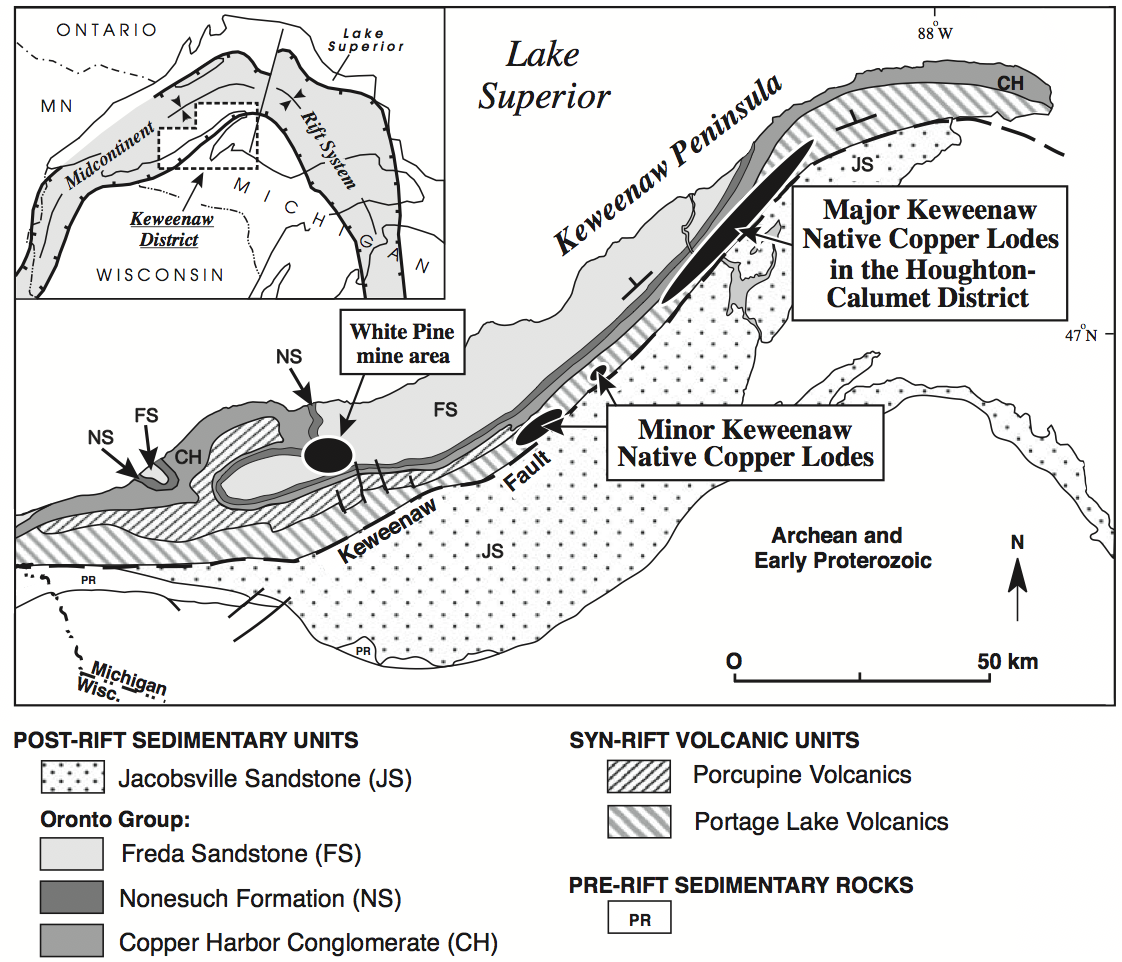 ONTARIO
Lake
Superior
MN
Midcontinent
Rift System
Keweenaw
District
MICHIGAN
WISCONSIN
Lake
Superior
88°W
CH
Keweenaw Peninsula
JS
Major Keweenaw
Native Copper Lodes
in the Houghton-
Calumet District
47°N
White Pine
mine area
NS
FS
NS
FS
CH
Minor Keweenaw
Native Copper Lodes
Keweenaw Fault
JS
Archean and
Early Proterozoic
N
PR
PR
Michigan
Wisc.
O 50 km
POST-RIFT SEDIMENTARY UNITS
Jacobsville Sandstone (JS)
Oronto Group:
Freda Sandstone (FS)
Nonesuch Formation (NS)
Copper Harbor Conglomerate (CH)
SYN-RIFT VOLCANIC UNITS
Porcupine Volcanics
Portage Lake Volcanics
PRE-RIFT SEDIMENTARY ROCKS
PR